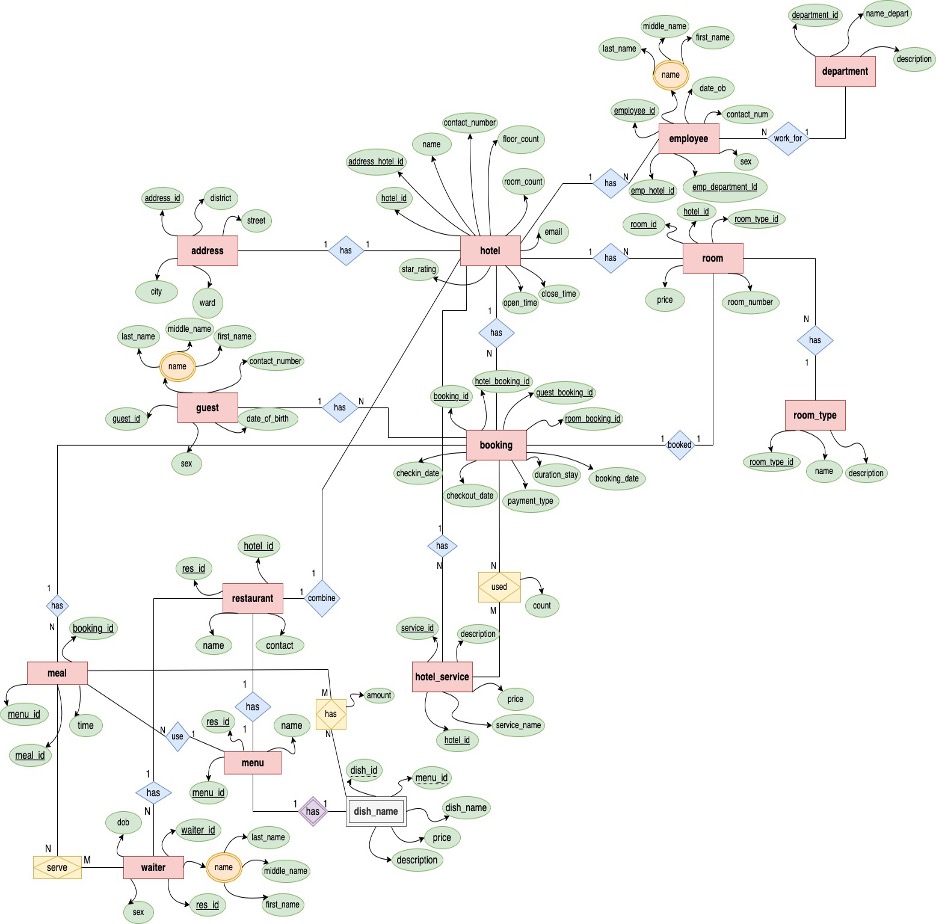 department_id
name_depart
middle_name
last_name
first_name
description
name
department
date_ob
employee_id
contact_num
contact_number
floor_count
name
employee
N
work_for
1
address_hotel_id
sex
room_count
1
has
N
emp_hotel_id
emp_department_Id
address_id
district
hotel_id
street
hotel_id
room_id
room_type_id
email
address
1
has
1
hotel
1
has
N
room
star_rating
city
ward
open_time
close_time
price
room_number
middle_name
last_name
first_name
1
has
N
N
has
1
name
contact_number
hotel_booking_id
booking_id
guest_booking_id
guest
1
has
N
guest_id
date_of_birth
room_booking_id
room_type
booking
1
booked
1
sex
checkin_date
duration_stay
booking_date
checkout_date
payment_type
room_type_id
name
description
1
has
N
hotel_id
res_id
N
used
M
count
restaurant
1
combine
1
has
N
name
contact
booking_id
service_id
description
meal
hotel_service
menu_id
time
meal_id
price
service_name
hotel_id
M
has
N
amount
1
has
1
res_id
name
N
use
1
menu
menu_id
dish_id
menu_id
1
has
N
1
has
1
dish_name
dish_name
price
description
dob
waiter_id
last_name
N
serve
M
waiter
name
middle_name
sex
res_id
first_name